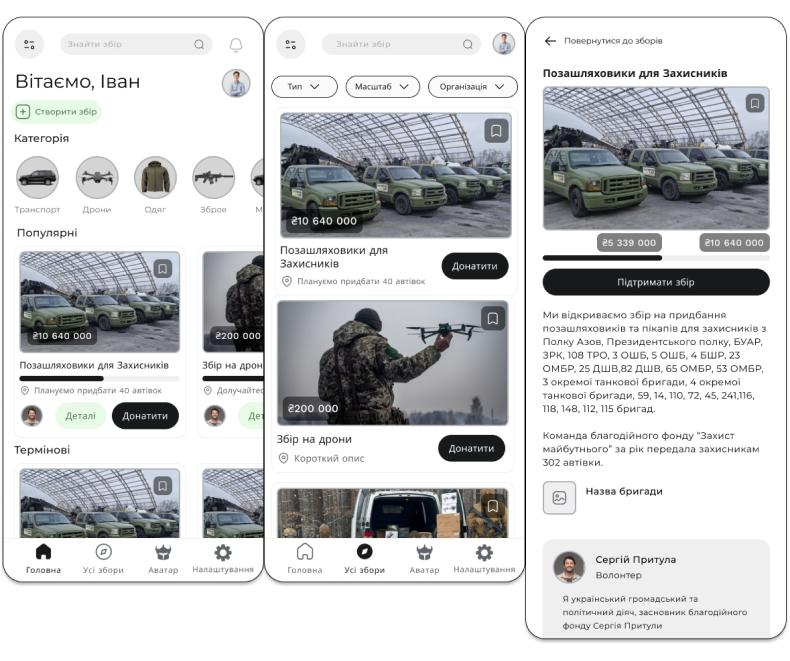 Знайти збір
Вітаємо, Іван
Створити збір
Категорія
Транспорт
Дрони
Одяг
Зброя
М
Популярні
₴10 640 000
₴200 000
Позашляховики для Захисників
Збір на дрон
Плануємо придбати 40 автівок
Долучайтес
Деталі
Донатити
Дет
Термінові
Головна
Усі збори
Аватар
Налаштування
Знайти збір
Тип
Масштаб
Організація
₴10 640 000
Позашляховики для
Захисників
Плануємо придбати 40 автівок
Донатити
₴200 000
Збір на дрони
Короткий опис
Донатити
Головна
Усі збори
Аватар
Налаштування
Повернутися до зборів
Позашляховики для Захисників
₴5 339 000
₴10 640 000
Підтримати збір
Ми відкриваємо збір на придбання
позашляховиків та пікапів для захисників з
Полку Азов, Президентського полку, БУАР,
ЗРК, 108 ТРО, 3 ОШБ, 5 ОШБ, 4 БШР, 23
ОМБР, 25 ДШВ,82 ДШВ, 65 ОМБР, 53 ОМБР,
3 окремої танкової бригади, 4 окремої
танкової бригади, 59, 14, 110, 72, 45, 241,116,
118, 148, 112, 115 бригад.
Команда благодійного фонду “Захист
майбутнього” за рік передала захисникам
302 автівки.
Назва бригади
Сергій Притула
Волонтер
Я український громадський та
політичний діяч, засновник благодійного
фонду Сергія Притули